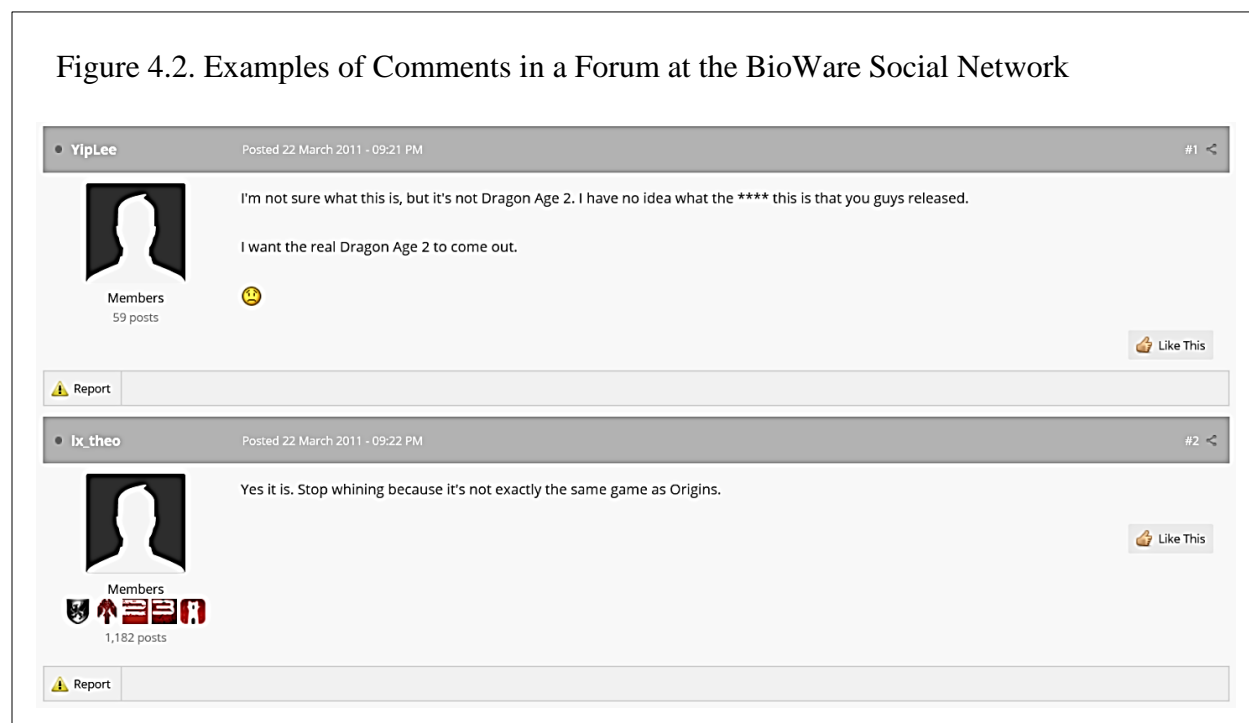 Figure 4.2. Examples of Comments in a Forum at the BioWare Social Network
YipLee Posted 22 March 2011 - 09:21 PM #1
I'm not sure what this is, but it's not Dragon Age 2. I have no idea what the **** this is that you guys released.
I want the real Dragon Age 2 to come out.
Members
59 posts
Like This
Report
lx_theo Posted 22 March 2011 - 09:22 PM #2
Yes it is. Stop whining because it's not exactly the same game as Origins.
Like This
Members
1,182 posts
Report